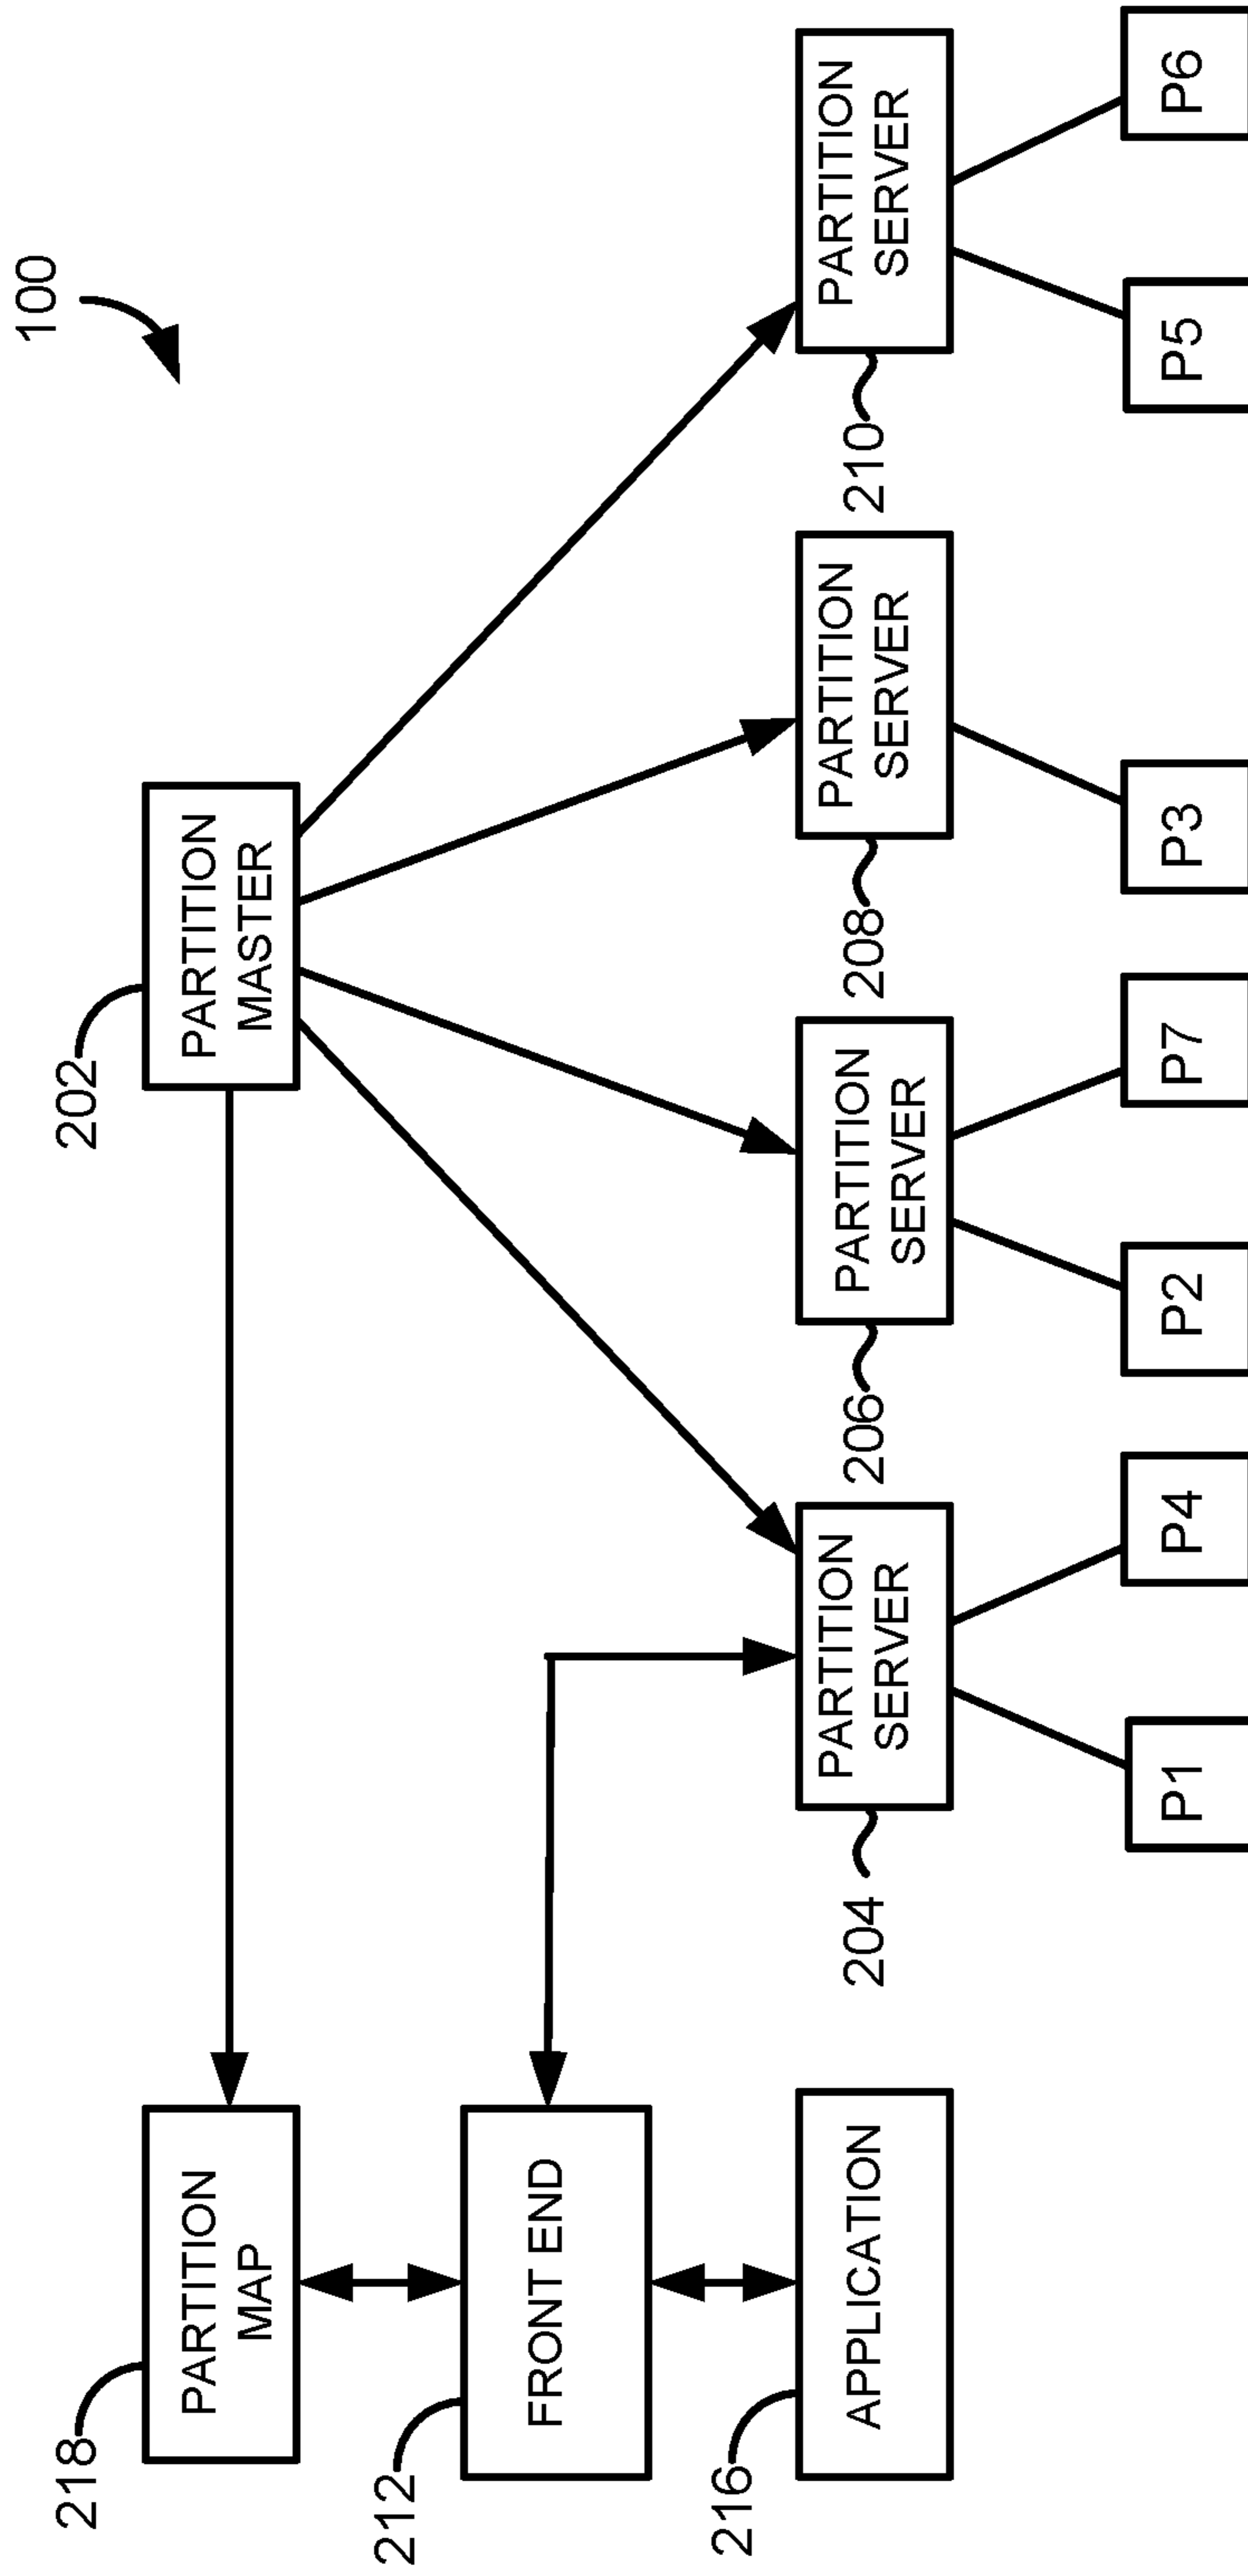 100
202
PARTITION
MASTER
218
PARTITION
MAP
212
FRONT END
216
APPLICATION
204
PARTITION
SERVER
206
PARTITION
SERVER
208
PARTITION
SERVER
210
PARTITION
SERVER
P1
P4
P2
P7
P3
P5
P6